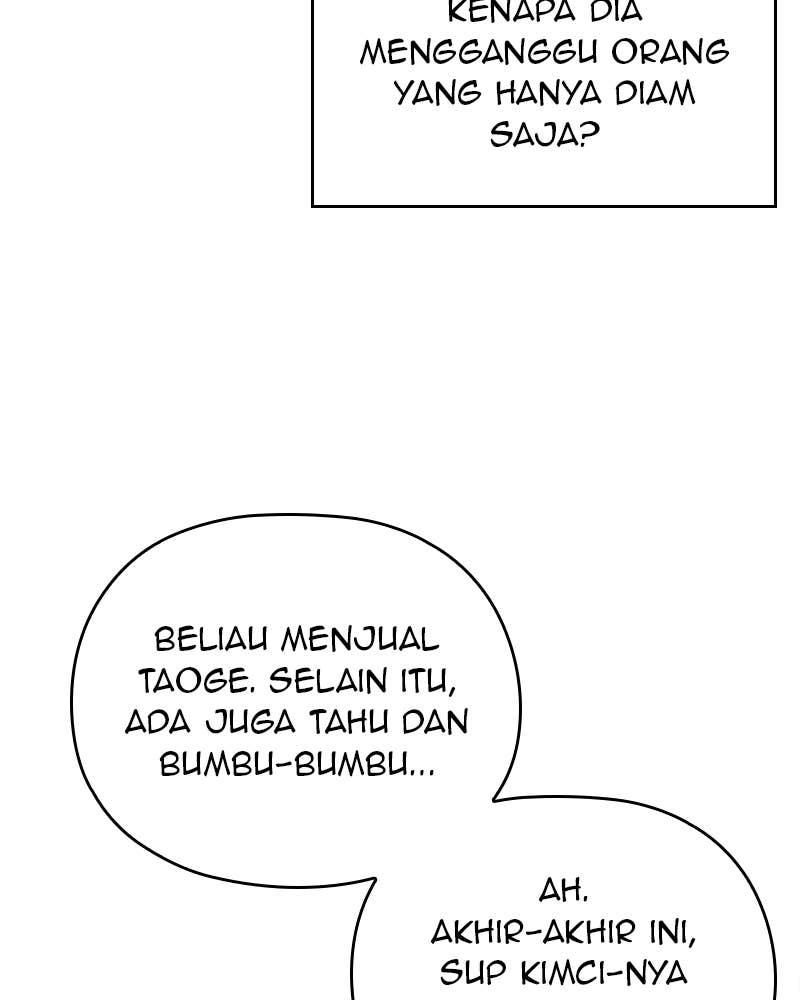 KENAPA DIA
MENGGANGGU ORANG
YANG HANYA DIAM
SAJA?
BELIAU MENJUAL
TAOGE. SELAIN ITU,
ADA JUGA TAHU DAN
BUMBU-BUMBU...
AH.
AKHIR-AKHIR INI,
SUP KIMCI-NYA